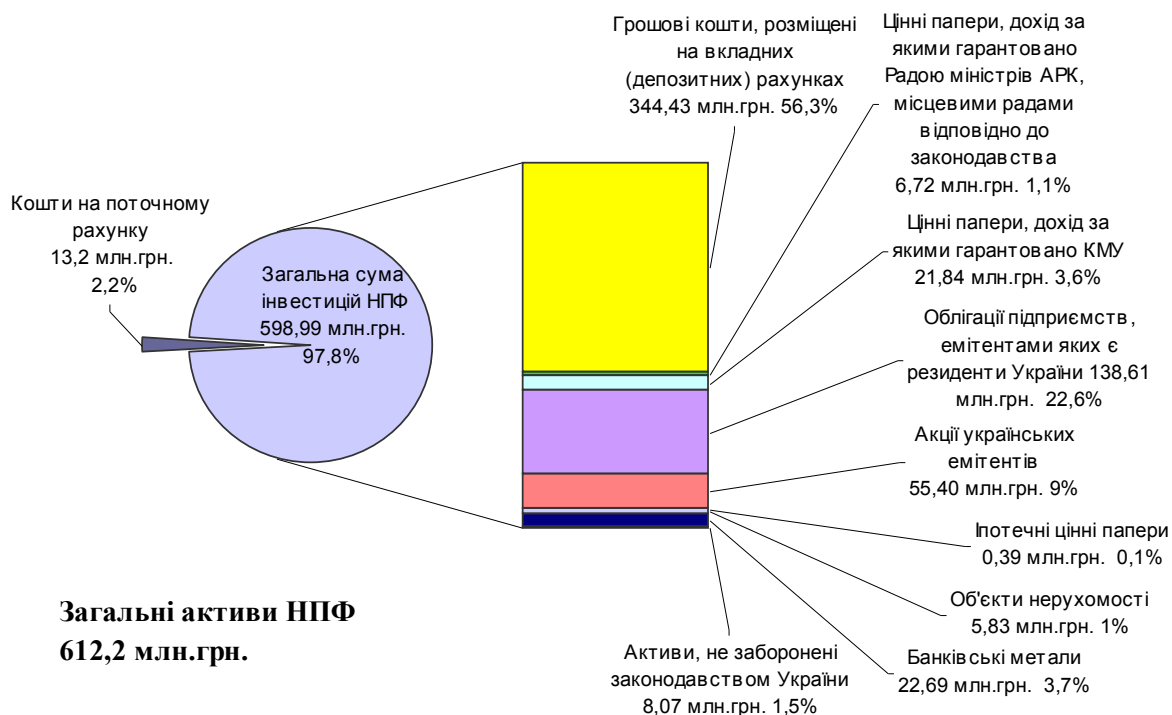 Грошові кошти, розміщені
на вкладних
(депозитних) рахунках
344,43 млн.грн. 56,3%
Цінні папери, дохід за
якими гарантовано
Радою міністрів АРК,
місцевими радами
відповідно до
законодавства
6,72 млн.грн. 1,1%
Кошти на поточному
рахунку
13,2 млн.грн.
2,2%
Загальна сума
інвестицій НПФ
598,99 млн.грн.
97,8%
Цінні папери, дохід за
якими гарантовано КМУ
21,84 млн.грн. 3,6%
Облігації підприємств,
емітентами яких є
резиденти України 138,61
млн.грн. 22,6%
Акції українських
емітентів
55,40 млн.грн. 9%
Іпотечні цінні папери
0,39 млн.грн. 0,1%
Об'єкти нерухомості
5,83 млн.грн. 1%
Банківські метали
22,69 млн.грн. 3,7%
Активи, не заборонені
законодавством України
8,07 млн.грн. 1,5%
Загальні активи НПФ
612,2 млн.грн.